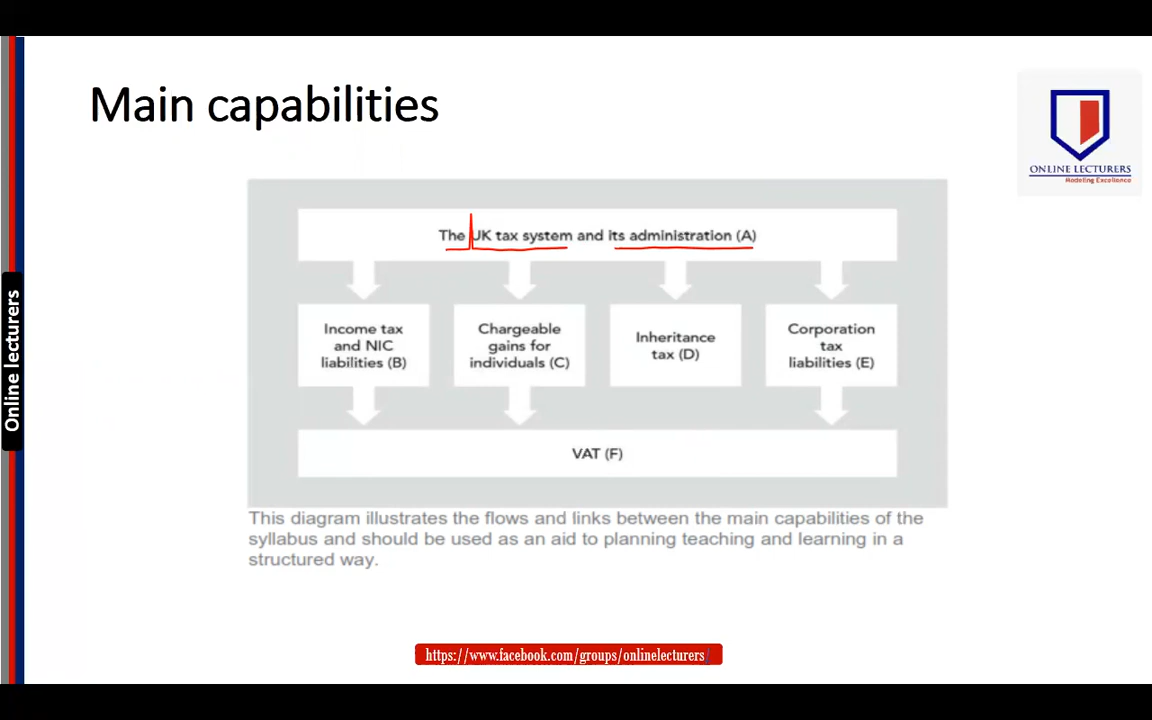 Main capabilities
ONLINE LECTURERS
Modeling Excellence
The UK tax system and its administration (A)
Income tax
and NIC
liabilities (B)
Chargeable
gains for
individuals (C)
Inheritance
tax (D)
Corporation
tax
liabilities (E)
VAT (F)
This diagram illustrates the flows and links between the main capabilities of the
syllabus and should be used as an aid to planning teaching and learning in a
structured way.
Online lecturers
https://www.facebook.com/groups/onlinelecturers/